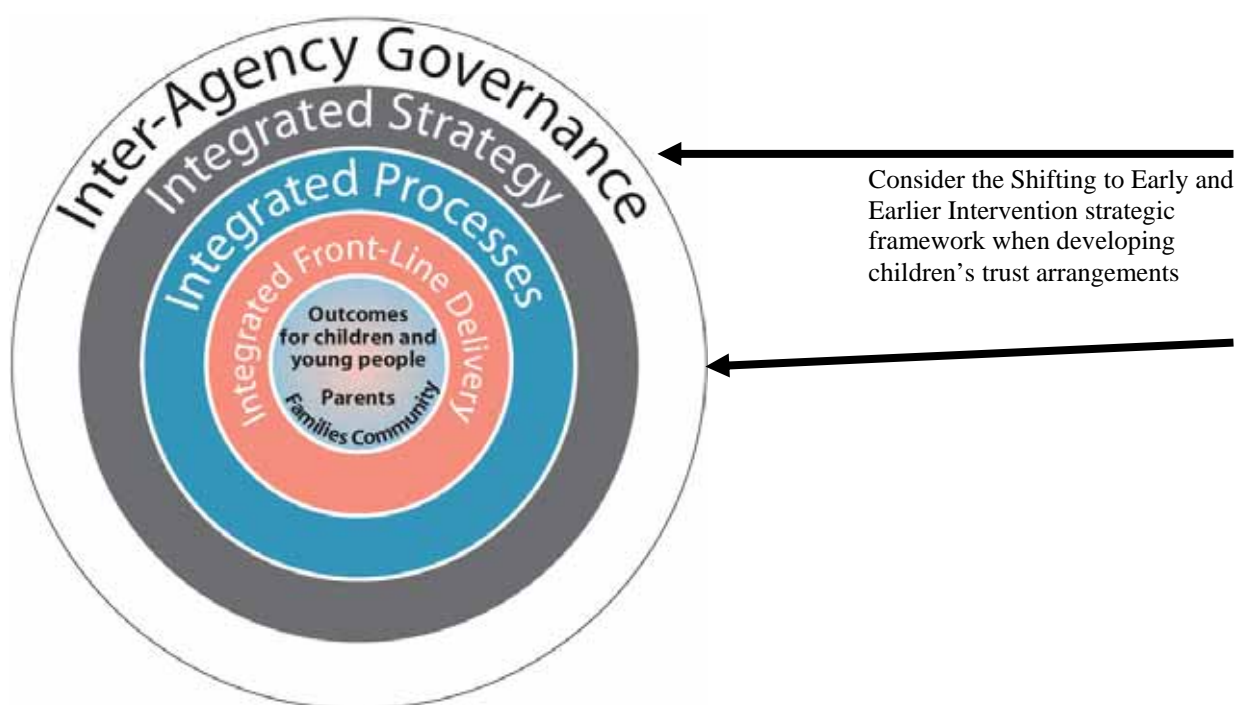 Inter-Agency Governance
Integrated Strategy
Integrated Processes
Integrated Front-Line Delivery
Outcomes
for children and
young people
Parents
Families Community
Consider the Shifting to Early and
Earlier Intervention strategic
framework when developing
children’s trust arrangements